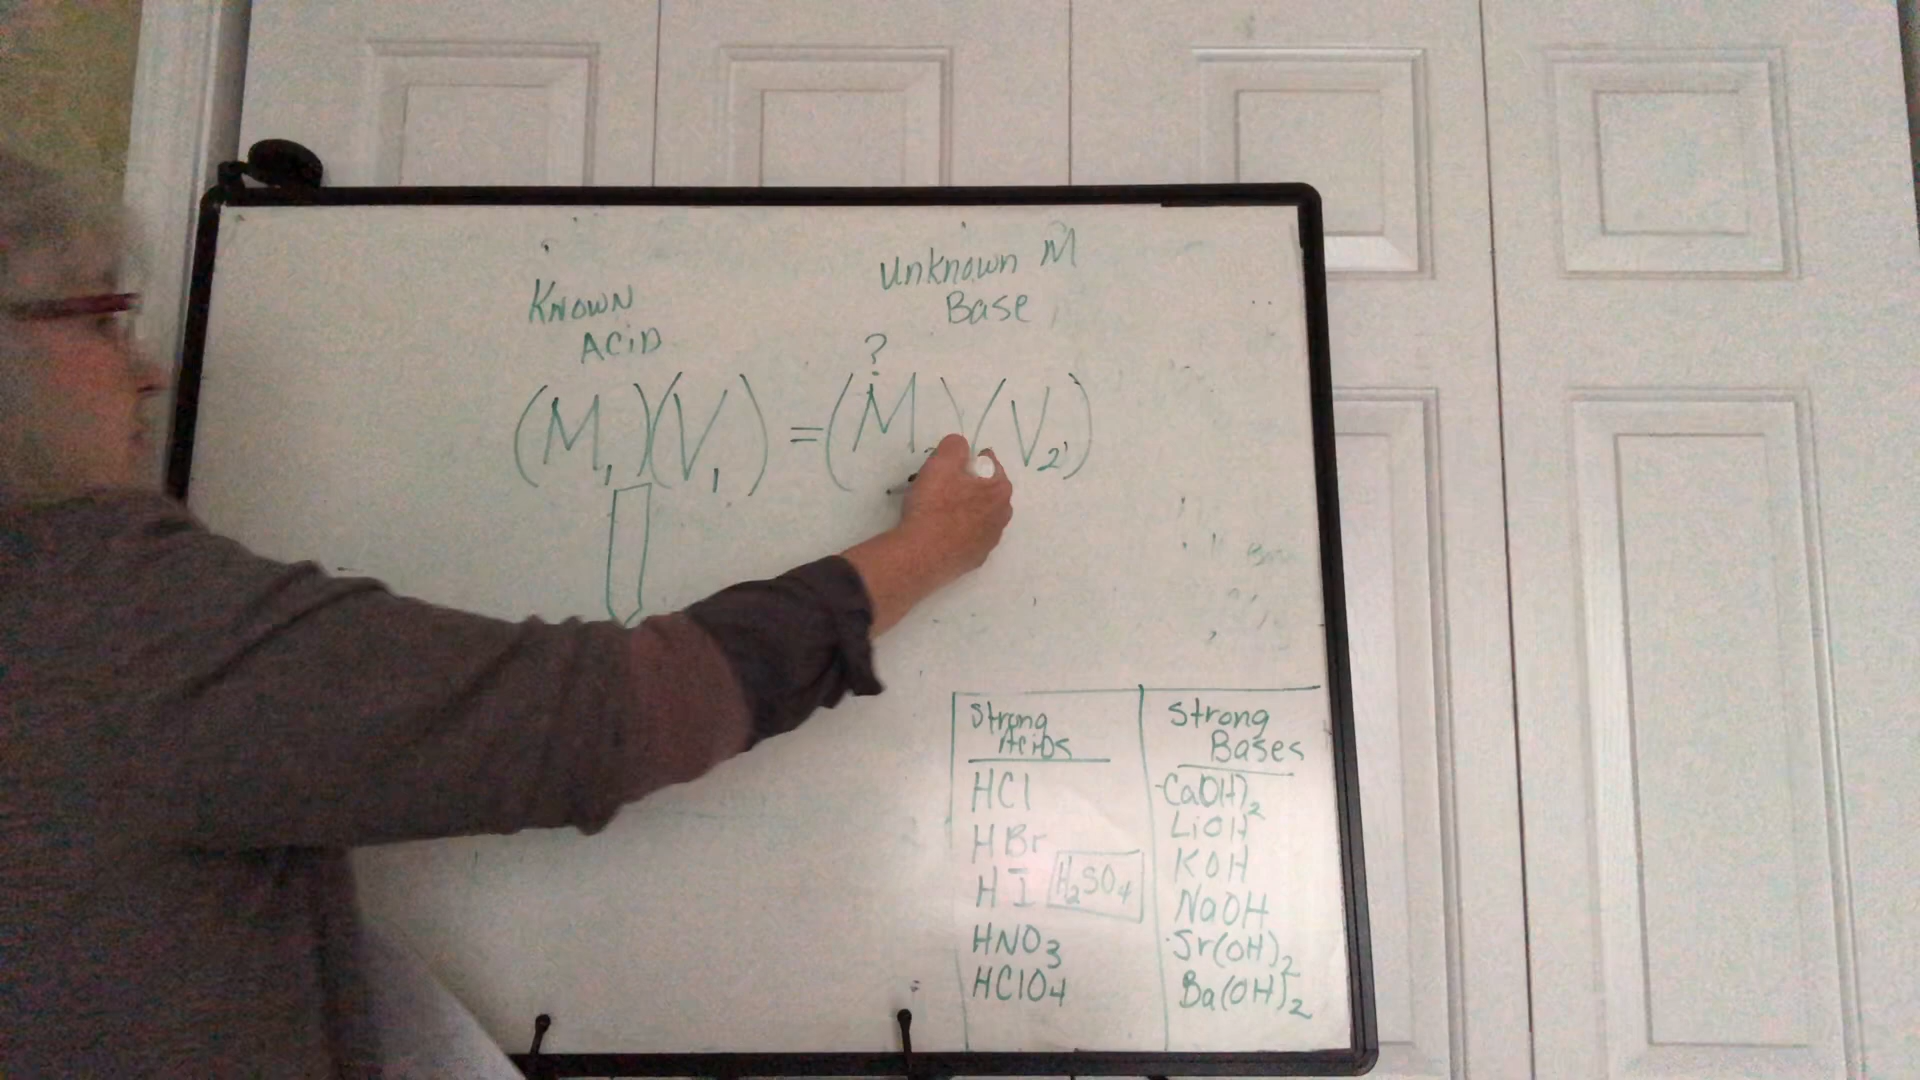 Known
Acid
Unknown M
Base
?
(M₁)(V₁) = (M₂)(V₂)
Strong
Acids
HCl
HBr
HI
H₂SO₄
HNO₃
HClO₄
Strong
Bases
Ca(OH)₂
LiOH
KOH
NaOH
Sr(OH)₂
Ba(OH)₂